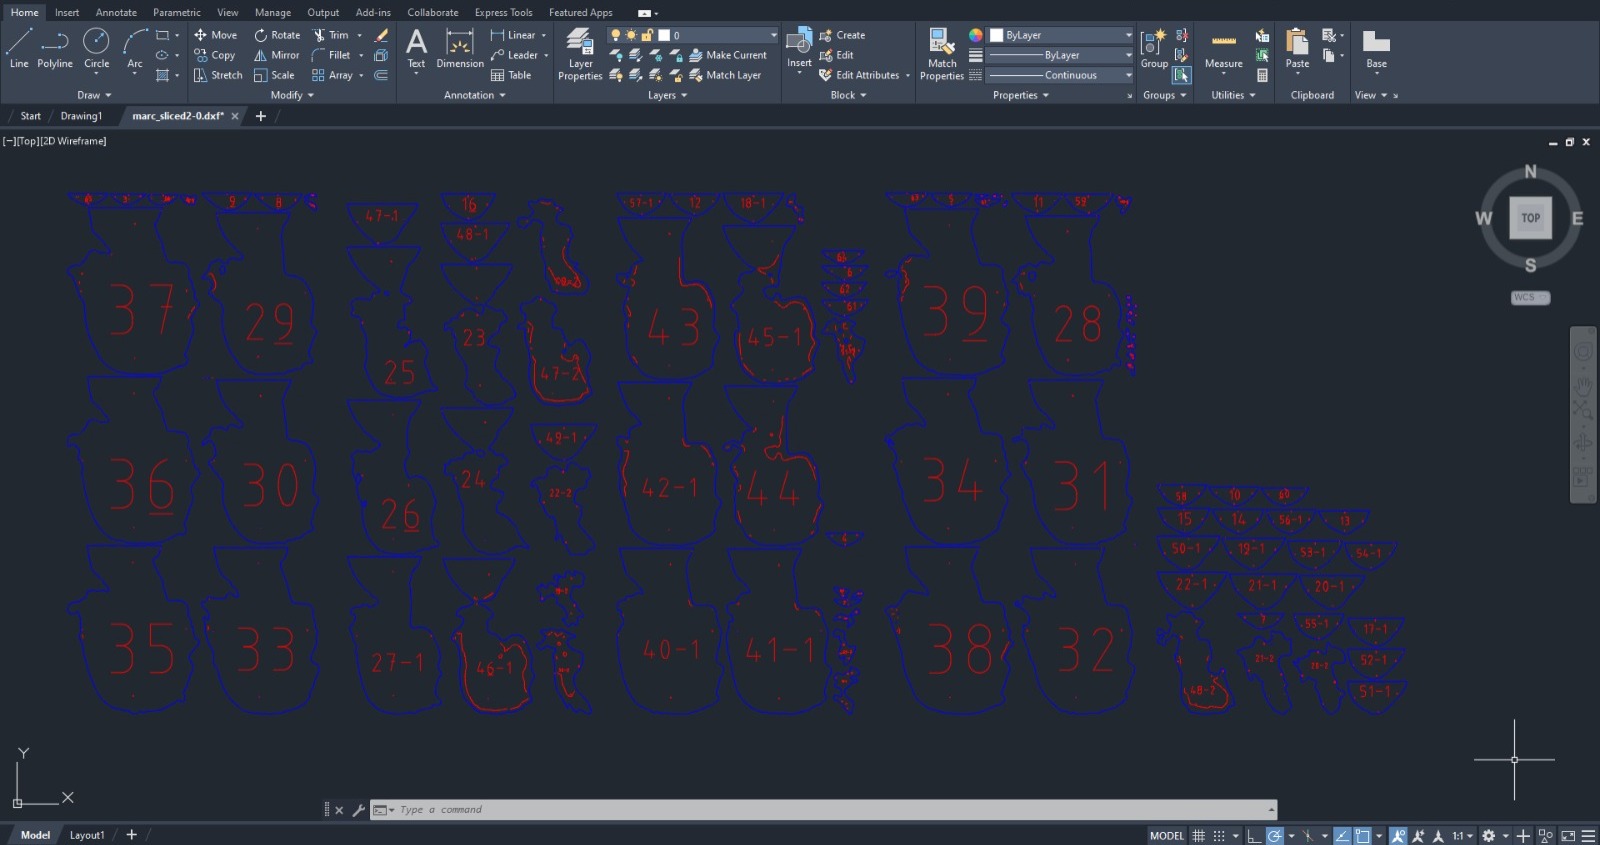 Home Insert Annotate Parametric View Manage Output Add-ins Collaborate Express Tools Featured Apps
Line Polyline Circle Arc
Move Rotate Trim
Copy Mirror Fillet
Stretch Scale Array
Text Dimension
Linear
Leader
Table
Layer Properties
0
Make Current
Match Layer
Insert
Create
Edit
Edit Attributes
Match Properties
ByLayer
ByLayer
Continuous
Group Measure Paste Base
Draw Modify Annotation Layers Block Properties Groups Utilities Clipboard View
Start Drawing1 marc_sliced2-0.dxf*
[−][Top][2D Wireframe]
N
W TOP E
S
WCS
9 8 47-1 16 57-1 12 18-1 5 11 59
48-1
63
6
62
61
37 29 23 25 47-2 43 45-1 39 28
49-1
36 30 26 24 22-2 42-1 44 34 31
4
58 10 60
15 14 56-1 13
50-1 19-1 53-1 54-1
22-1 21-1 20-1
7 55-1 17-1
35 33 27-1 46-1 40-1 41-1 38 32 21-2 52-1
48-2 51-1
Y
X
Type a command
Model Layout1
MODEL 1:1